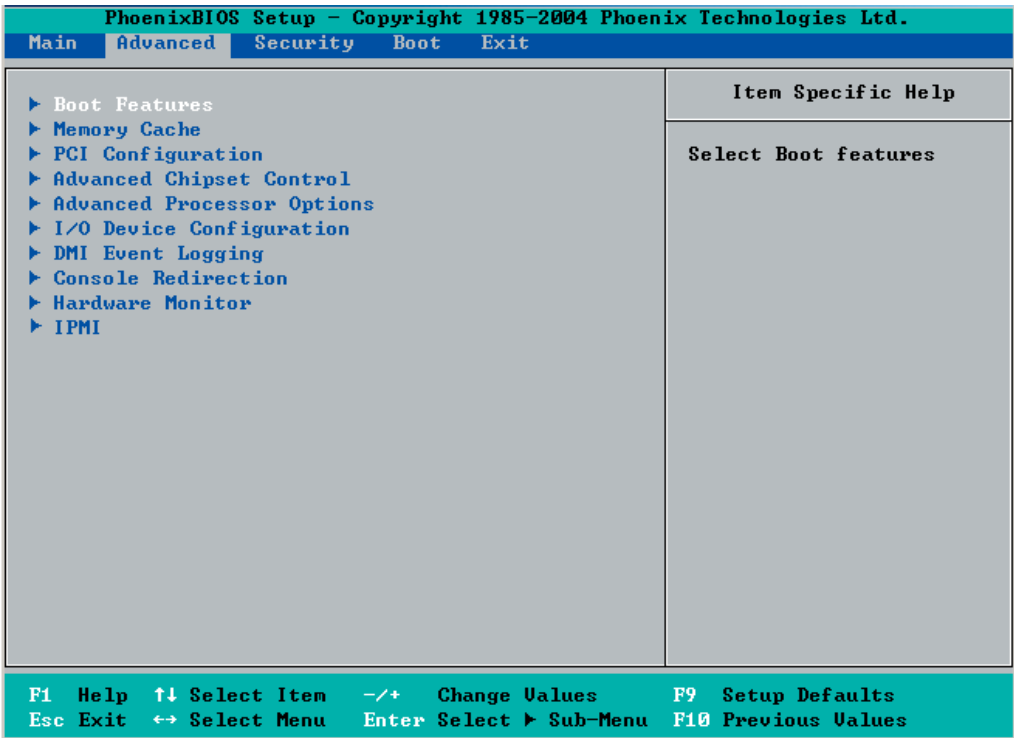 PhoenixBIOS Setup - Copyright 1985-2004 Phoenix Technologies Ltd.
Main Advanced Security Boot Exit
Item Specific Help
Boot Features
Memory Cache
PCI Configuration
Advanced Chipset Control
Advanced Processor Options
I/O Device Configuration
DMI Event Logging
Console Redirection
Hardware Monitor
IPMI
Select Boot features
F1 Help ↑↓ Select Item -/+ Change Values F9 Setup Defaults
Esc Exit ↔ Select Menu Enter Select ▶ Sub-Menu F10 Previous Values